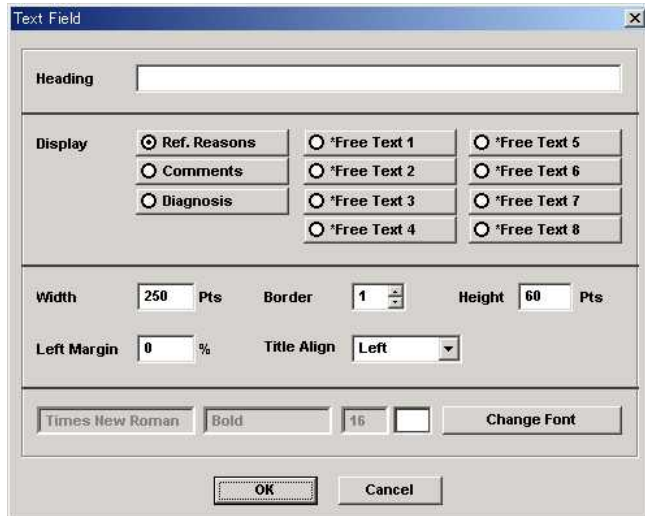 Text Field
Heading
Display Ref. Reasons *Free Text 1 *Free Text 5
Comments *Free Text 2 *Free Text 6
Diagnosis *Free Text 3 *Free Text 7
*Free Text 4 *Free Text 8
Width 250 Pts Border 1 Height 60 Pts
Left Margin 0 % Title Align Left
Times New Roman Bold 16 Change Font
OK Cancel